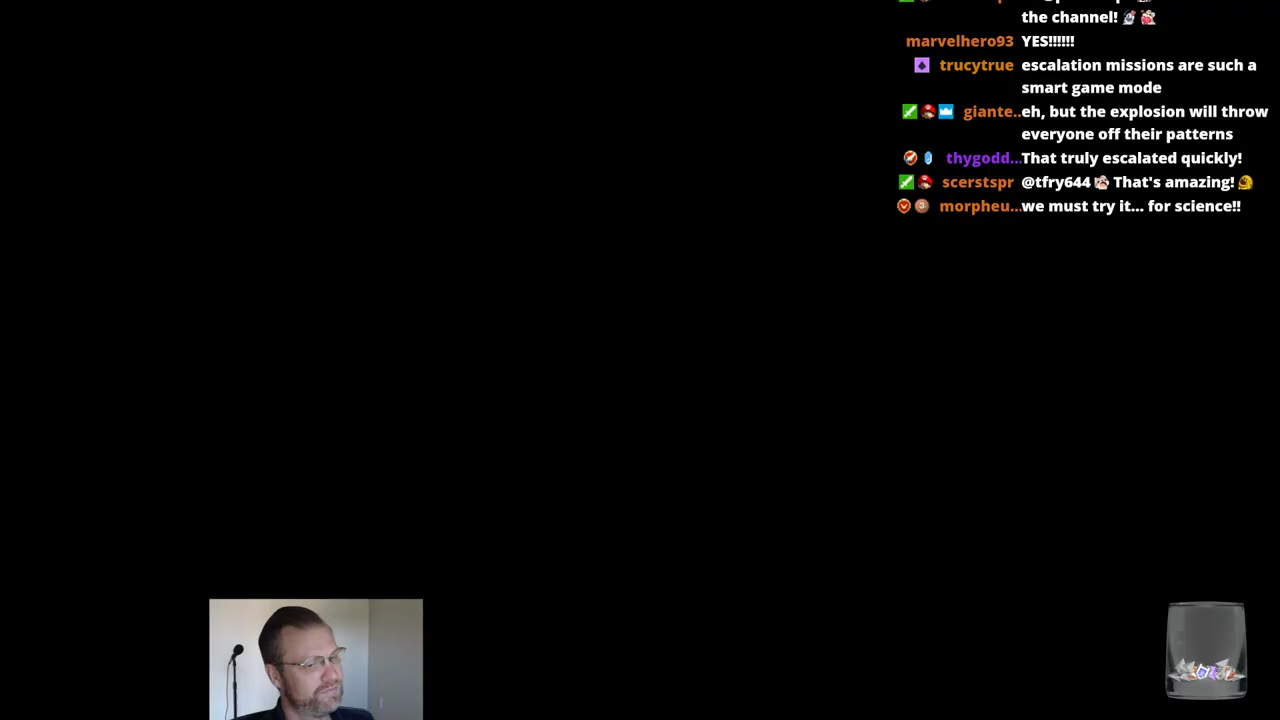 the channel!
marvelhero93 YES!!!!!!
trucytrue escalation missions are such a
smart game mode
giante.. eh, but the explosion will throw
everyone off their patterns
thygodd... That truly escalated quickly!
scerstspr @tfry644 That's amazing!
morpheu... we must try it... for science!!